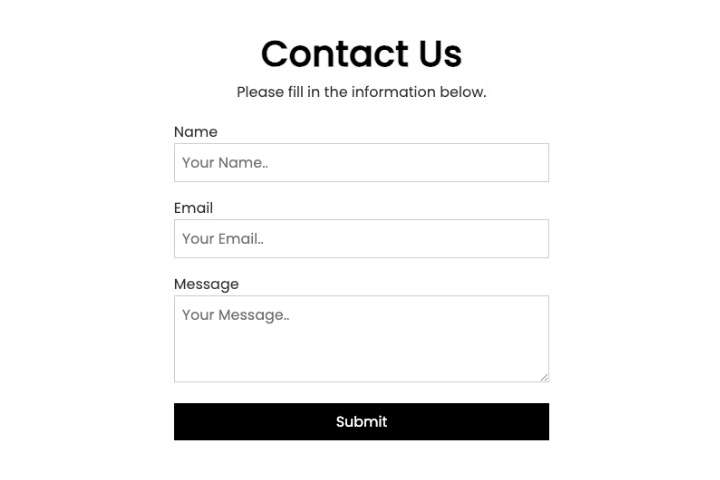 Contact Us
Please fill in the information below.
Name
Your Name..
Email
Your Email..
Message
Your Message..
Submit